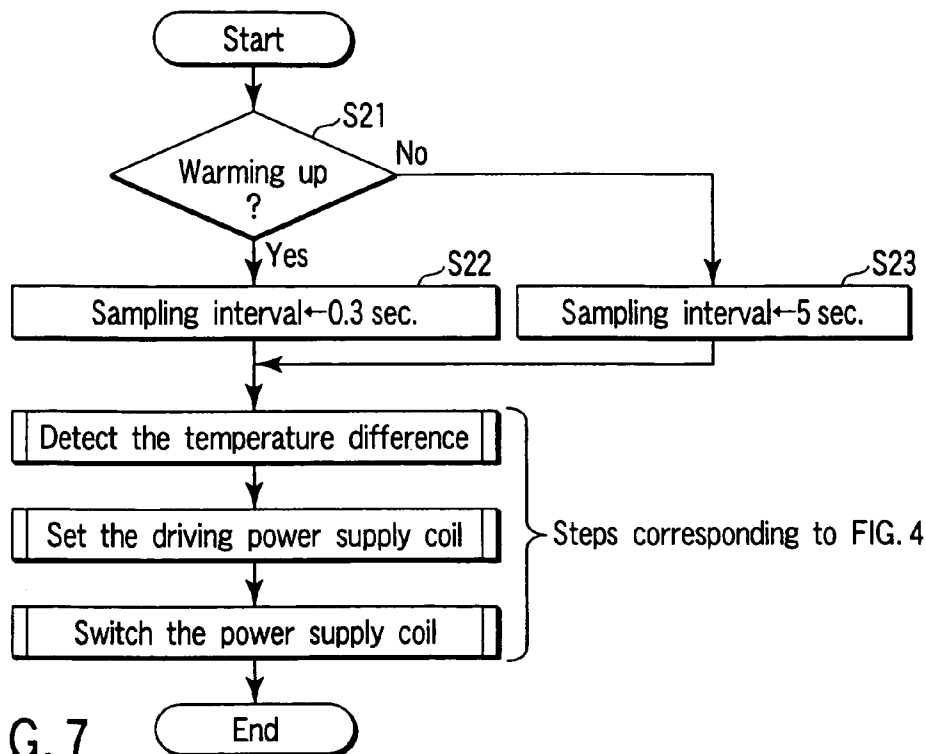 Start
S21
Warming up
?
No
Yes
S22
Sampling interval←0.3 sec.
S23
Sampling interval←5 sec.
Detect the temperature difference
Set the driving power supply coil
Steps corresponding to FIG. 4
Switch the power supply coil
End
G. 7